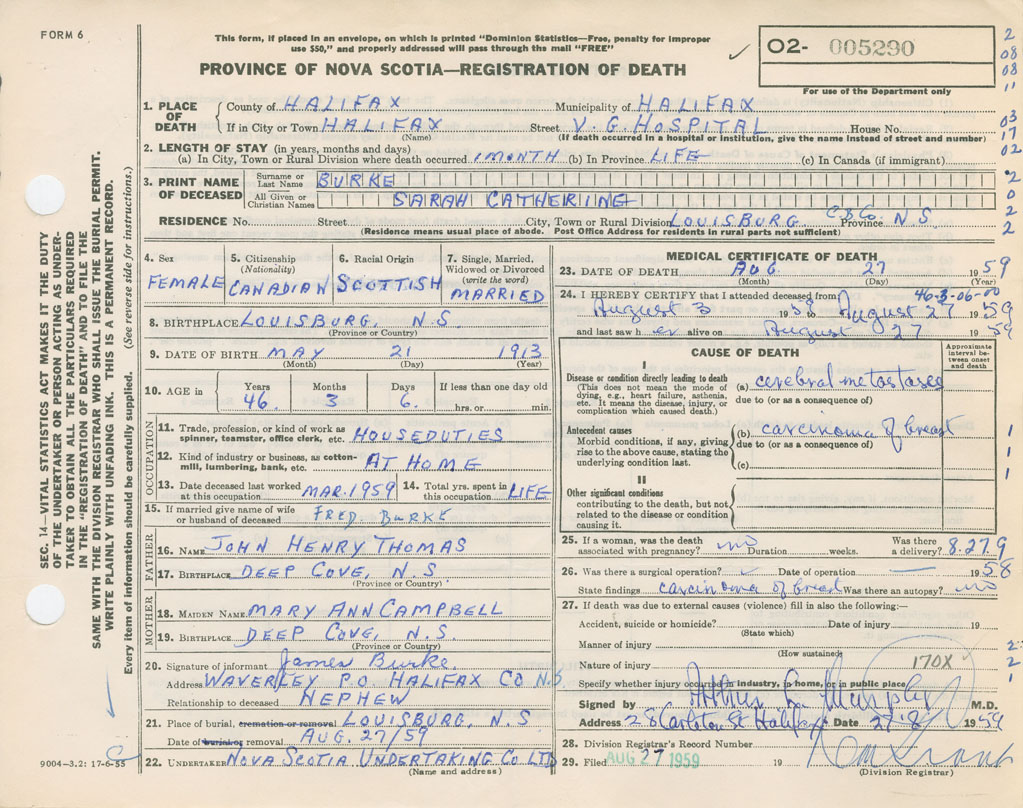 FORM 6
This form, if placed in an envelope, on which is printed "Dominion Statistics—Free, penalty for improper
use $50," and properly addressed will pass through the mail "FREE"
PROVINCE OF NOVA SCOTIA—REGISTRATION OF DEATH
02- 005290
For use of the Department only
1. PLACE OF DEATH County of HALIFAX Municipality of HALIFAX
If in City or Town HALIFAX Street V. G. HOSPITAL House No.
(Name) (If death occurred in a hospital or institution, give the name instead of street and number)
2. LENGTH OF STAY (in years, months and days)
(a) In City, Town or Rural Division where death occurred 1 MONTH (b) In Province LIFE (c) In Canada (if immigrant)
3. PRINT NAME OF DECEASED Surname or Last Name BURKE
All Given or Christian Names SARAH CATHERINE
RESIDENCE No. Street City, Town or Rural Division LOUISBURG. C.B.Co. Province N.S
(Residence means usual place of abode. Post Office Address for residents in rural parts not sufficient)
4. Sex FEMALE
5. Citizenship (Nationality) CANADIAN
6. Racial Origin SCOTTISH
7. Single, Married, Widowed or Divorced (write the word) MARRIED
8. BIRTHPLACE LOUISBURG, N.S
(Province or Country)
9. DATE OF BIRTH MAY 21 1913
(Month) (Day) (Year)
10. AGE in Years 46. Months 3 Days 6. If less than one day old hrs. or min.
OCCUPATION
11. Trade, profession, or kind of work as spinner, teamster, office clerk, etc. HOUSEDUTIES
12. Kind of industry or business, as cotton-mill, lumbering, bank, etc. AT HOME
13. Date deceased last worked at this occupation MAR. 1959 14. Total yrs. spent in this occupation LIFE
15. If married give name of wife or husband of deceased FRED BURKE
FATHER
16. NAME JOHN HENRY THOMAS
17. BIRTHPLACE DEEP COVE, N.S
(Province or Country)
MOTHER
18. MAIDEN NAME MARY ANN CAMPBELL
19. BIRTHPLACE DEEP COVE, N.S.
(Province or Country)
20. Signature of informant James Burke.
Address WAVERLEY P.O. HALIFAX CO N.S
Relationship to deceased NEPHEW
21. Place of burial, cremation or removal LOUISBURG, N.S
Date of burial or removal AUG. 27/59
22. UNDERTAKER NOVA SCOTIA UNDERTAKING CO LTD
(Name and address)
MEDICAL CERTIFICATE OF DEATH
23. DATE OF DEATH AUG. 27 1959
(Month) (Day) (Year)
46-3-06-00
24. I HEREBY CERTIFY that I attended deceased from August 3 1958 to August 27 1959
and last saw her alive on August 27 1959
CAUSE OF DEATH
Approximate interval between onset and death
I
Disease or condition directly leading to death
(This does not mean the mode of dying, e.g., heart failure, asthenia, etc. It means the disease, injury, or complication which caused death.)
(a) cerebral metastases
due to (or as a consequence of)
Antecedent causes
Morbid conditions, if any, giving rise to the above cause, stating the underlying condition last.
(b) carcinoma of breast
due to (or as a consequence of)
(c)
II
Other significant conditions
contributing to the death, but not related to the disease or condition causing it.
25. If a woman, was the death associated with pregnancy? no Duration weeks. Was there a delivery? 8.27.9
26. Was there a surgical operation? Date of operation 1958
State findings carcinoma of breast Was there an autopsy? no
27. If death was due to external causes (violence) fill in also the following:—
Accident, suicide or homicide? Date of injury 19
(State which)
Manner of injury
(How sustained)
Nature of injury 170X
Specify whether injury occurred in industry, in home, or in public place
Signed by Arthur L. Murphy M.D.
Address 28 Carleton St Halifax Date 27.8 1959
28. Division Registrar's Record Number
29. Filed AUG 27 1959
(Division Registrar)
SEC. 14—VITAL STATISTICS ACT MAKES IT THE DUTY
OF THE UNDERTAKER OR PERSON ACTING AS UNDER-
TAKER TO OBTAIN ALL THE PARTICULARS REQUIRED
IN THE "REGISTRATION OF DEATH" AND TO FILE THE
SAME WITH THE DIVISION REGISTRAR WHO SHALL ISSUE THE BURIAL PERMIT.
WRITE PLAINLY WITH UNFADING INK. THIS IS A PERMANENT RECORD.
Every item of information should be carefully supplied. (See reverse side for instructions.)
9004—3.2: 17-6-55
2
08
08
11
03
17
02
2
0
2
2
1
1
1
2
2
1